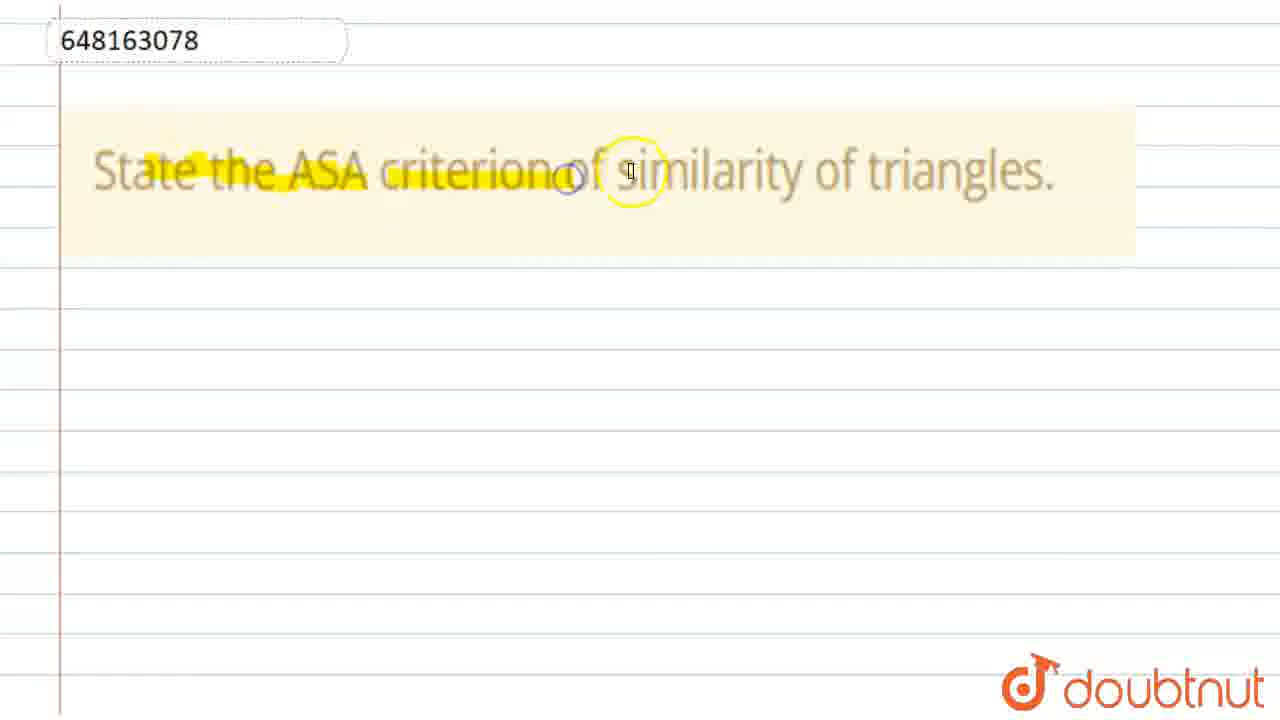 648163078
State the ASA criterion of similarity of triangles.
doubtnut